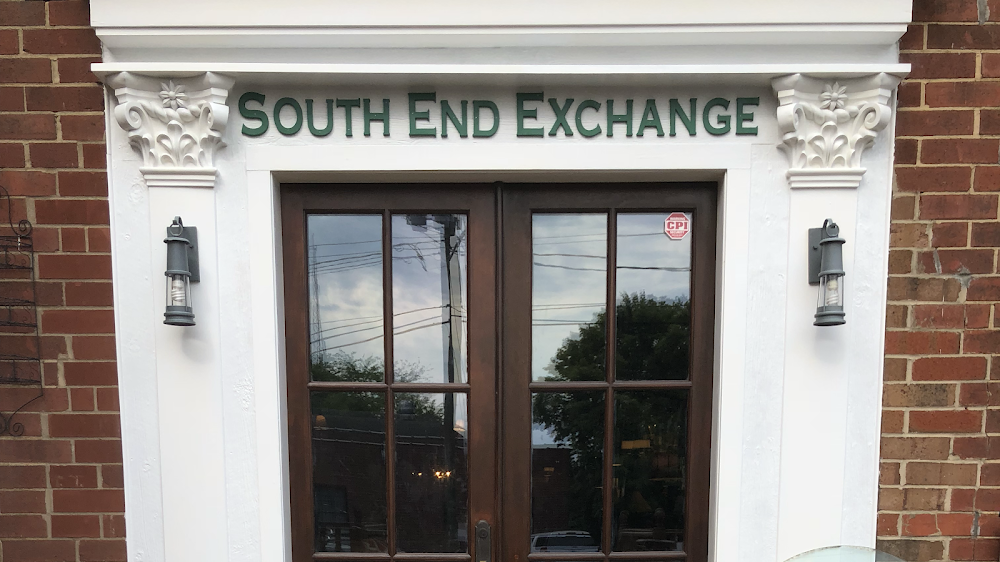 SOUTH END EXCHANGE
CPI